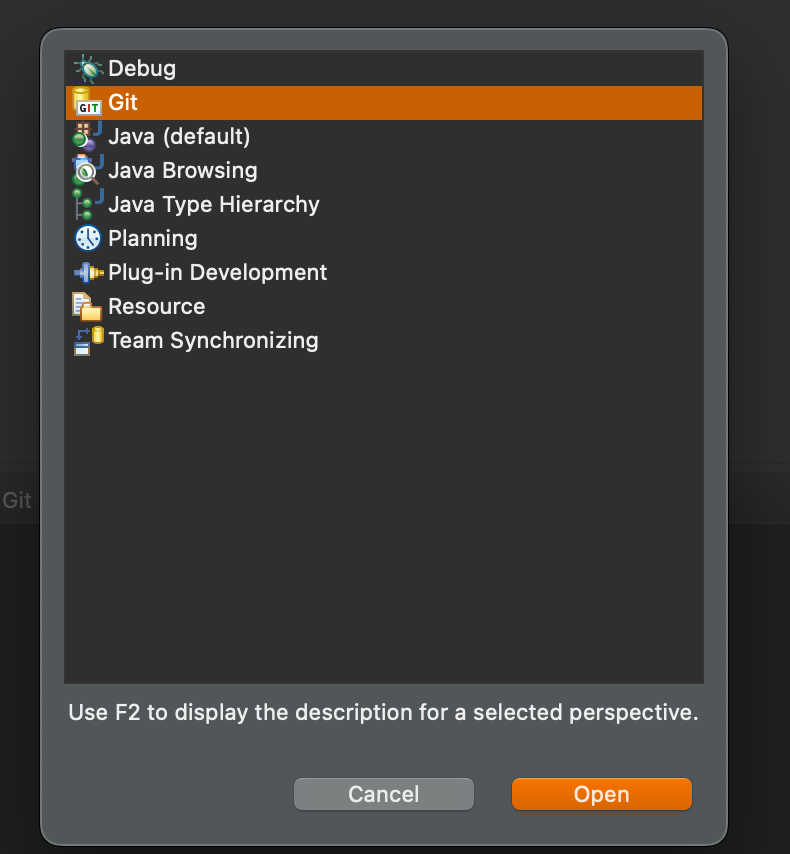 Debug
GIT Git
Java (default)
Java Browsing
Java Type Hierarchy
Planning
Plug-in Development
Resource
Team Synchronizing
Git
Use F2 to display the description for a selected perspective.
Cancel Open